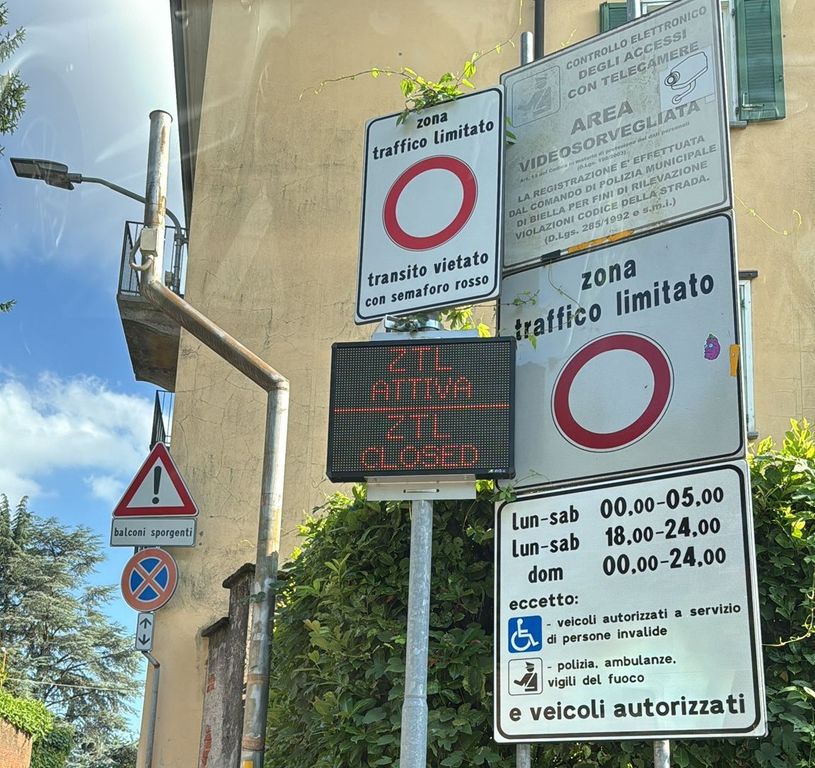 CONTROLLO ELETTRONICO
DEGLI ACCESSI
CON TELECAMERE
AREA
VIDEOSORVEGLIATA
LA REGISTRAZIONE E' EFFETTUATA
DAL COMANDO DI POLIZIA MUNICIPALE
DI BIELLA PER FINI DI RILEVAZIONE
VIOLAZIONI CODICE DELLA STRADA.
(D.Lgs. 285/1992 e s.m.i.)
zona
traffico limitato
transito vietato
con semaforo rosso
ZTL
ATTIVA
ZTL
CLOSED
zona
traffico limitato
lun-sab 00,00-05,00
lun-sab 18,00-24,00
dom 00,00-24,00
eccetto:
- veicoli autorizzati a servizio
di persone invalide
- polizia, ambulanze,
vigili del fuoco
e veicoli autorizzati
balconi sporgenti